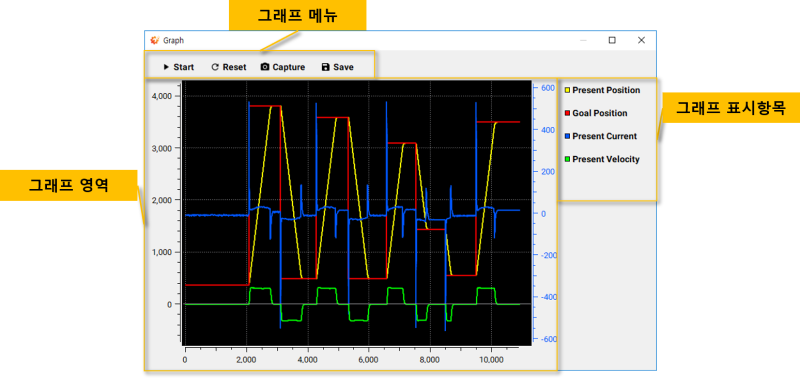 그래프 메뉴
Graph
Start Reset Capture Save
그래프 표시항목
Present Position
Goal Position
Present Current
Present Velocity
그래프 영역
4,000
3,000
2,000
1,000
0
600
400
200
0
-200
-400
-600
0 2,000 4,000 6,000 8,000 10,000